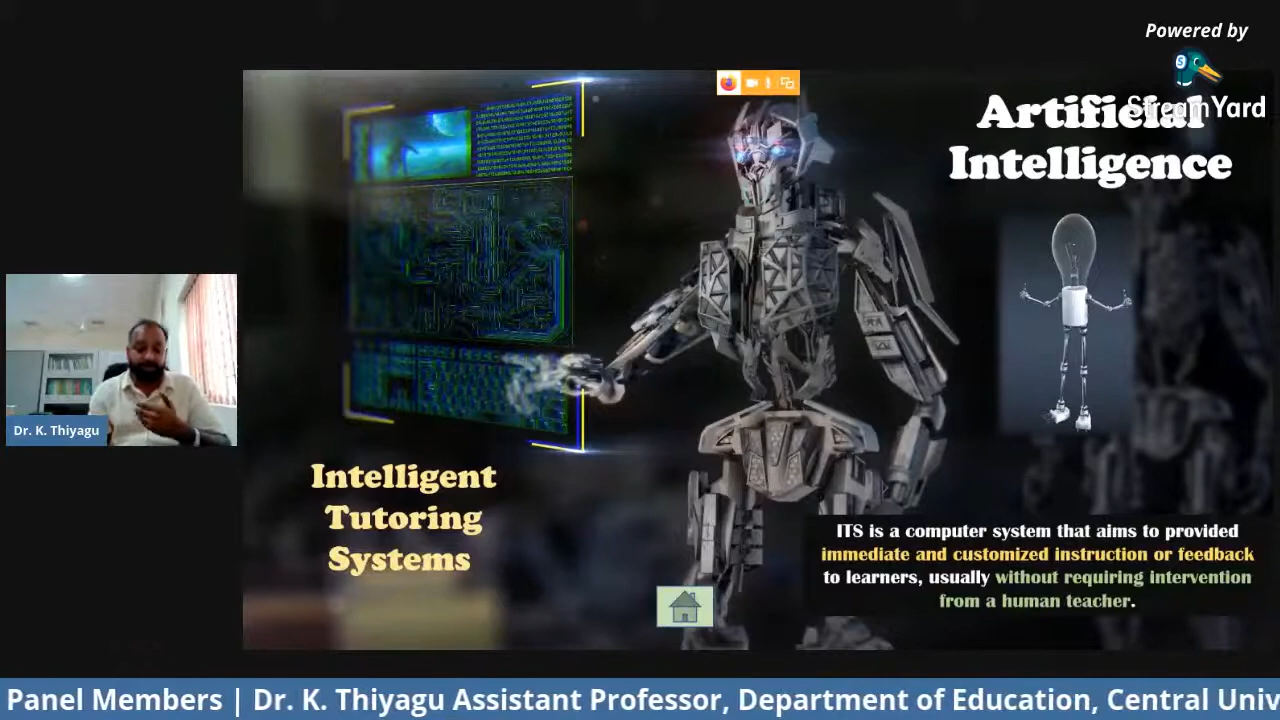 Powered by
StreamYard
Artificial
Intelligence
Dr. K. Thiyagu
Intelligent
Tutoring
Systems
ITS is a computer system that aims to provided
immediate and customized instruction or feedback
to learners, usually without requiring intervention
from a human teacher.
Panel Members | Dr. K. Thiyagu Assistant Professor, Department of Education, Central Univ